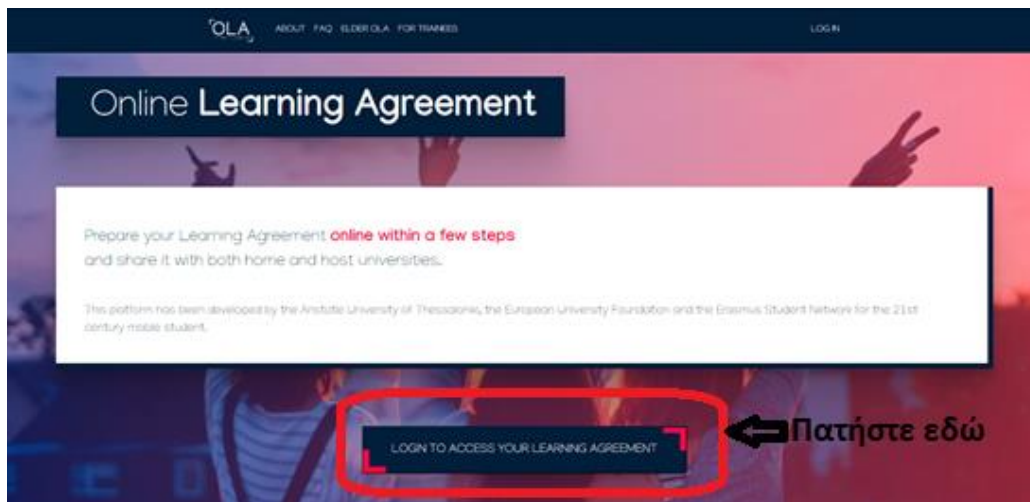 OLA ABOUT FAQ ELDER OLA FOR TRAINEES LOG IN
Online Learning Agreement
Prepare your Learning Agreement online within a few steps
and share it with both home and host universities.
This platform has been developed by the Aristotle University of Thessaloniki, the European University Foundation and the Erasmus Student Network for the 21st
century mobile student.
LOGIN TO ACCESS YOUR LEARNING AGREEMENT
Πατήστε εδώ